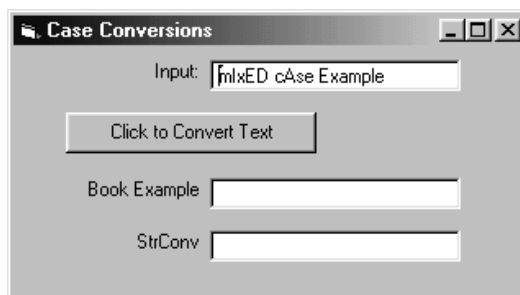 Case Conversions
Input: mIxED cAse Example
Click to Convert Text
Book Example
StrConv